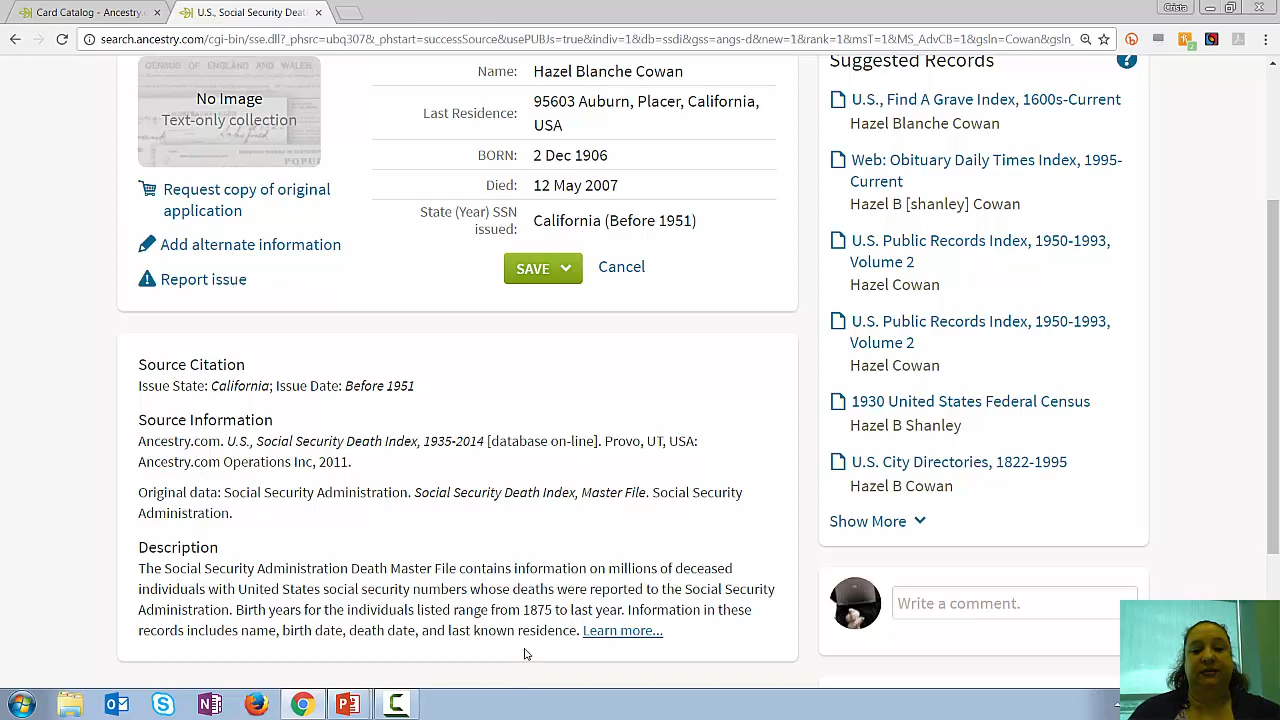 Card Catalog - Ancestry.
U.S., Social Security Deat
Crista
search.ancestry.com/cgi-bin/sse.dll?_phsrc=ubq307&_phstart=successSource&usePUBJs=true&indiv=1&db=ssdi&gss=angs-d&new=1&rank=1&msT=1&MS_AdvCB=1&gsln=Cowan&gsln_
No Image
Text-only collection
Request copy of original
application
Add alternate information
Report issue
Name: Hazel Blanche Cowan
Last Residence: 95603 Auburn, Placer, California,
USA
BORN: 2 Dec 1906
Died: 12 May 2007
State (Year) SSN
issued: California (Before 1951)
SAVE Cancel
Source Citation
Issue State: California; Issue Date: Before 1951
Source Information
Ancestry.com. U.S., Social Security Death Index, 1935-2014 [database on-line]. Provo, UT, USA:
Ancestry.com Operations Inc, 2011.
Original data: Social Security Administration. Social Security Death Index, Master File. Social Security
Administration.
Description
The Social Security Administration Death Master File contains information on millions of deceased
individuals with United States social security numbers whose deaths were reported to the Social Security
Administration. Birth years for the individuals listed range from 1875 to last year. Information in these
records includes name, birth date, death date, and last known residence. Learn more...
Suggested Records
U.S., Find A Grave Index, 1600s-Current
Hazel Blanche Cowan
Web: Obituary Daily Times Index, 1995-
Current
Hazel B [shanley] Cowan
U.S. Public Records Index, 1950-1993,
Volume 2
Hazel Cowan
U.S. Public Records Index, 1950-1993,
Volume 2
Hazel Cowan
1930 United States Federal Census
Hazel B Shanley
U.S. City Directories, 1822-1995
Hazel B Cowan
Show More
Write a comment.